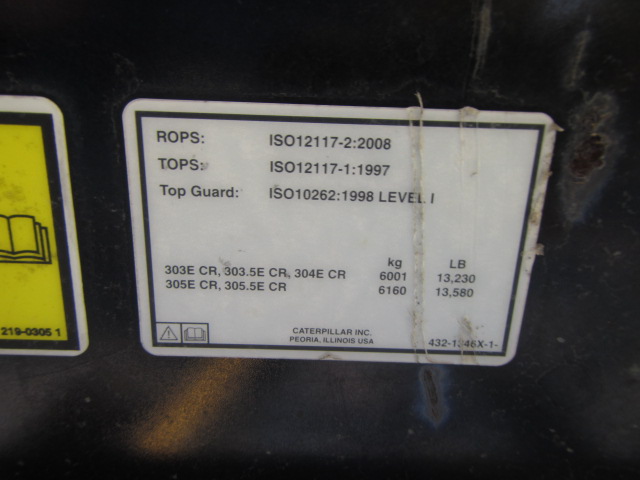 ROPS: ISO12117-2:2008
TOPS: ISO12117-1:1997
Top Guard: ISO10262:1998 LEVEL I
kg LB
303E CR, 303.5E CR, 304E CR 6001 13,230
305E CR, 305.5E CR 6160 13,580
CATERPILLAR INC.
PEORIA, ILLINOIS USA
219-0305 1